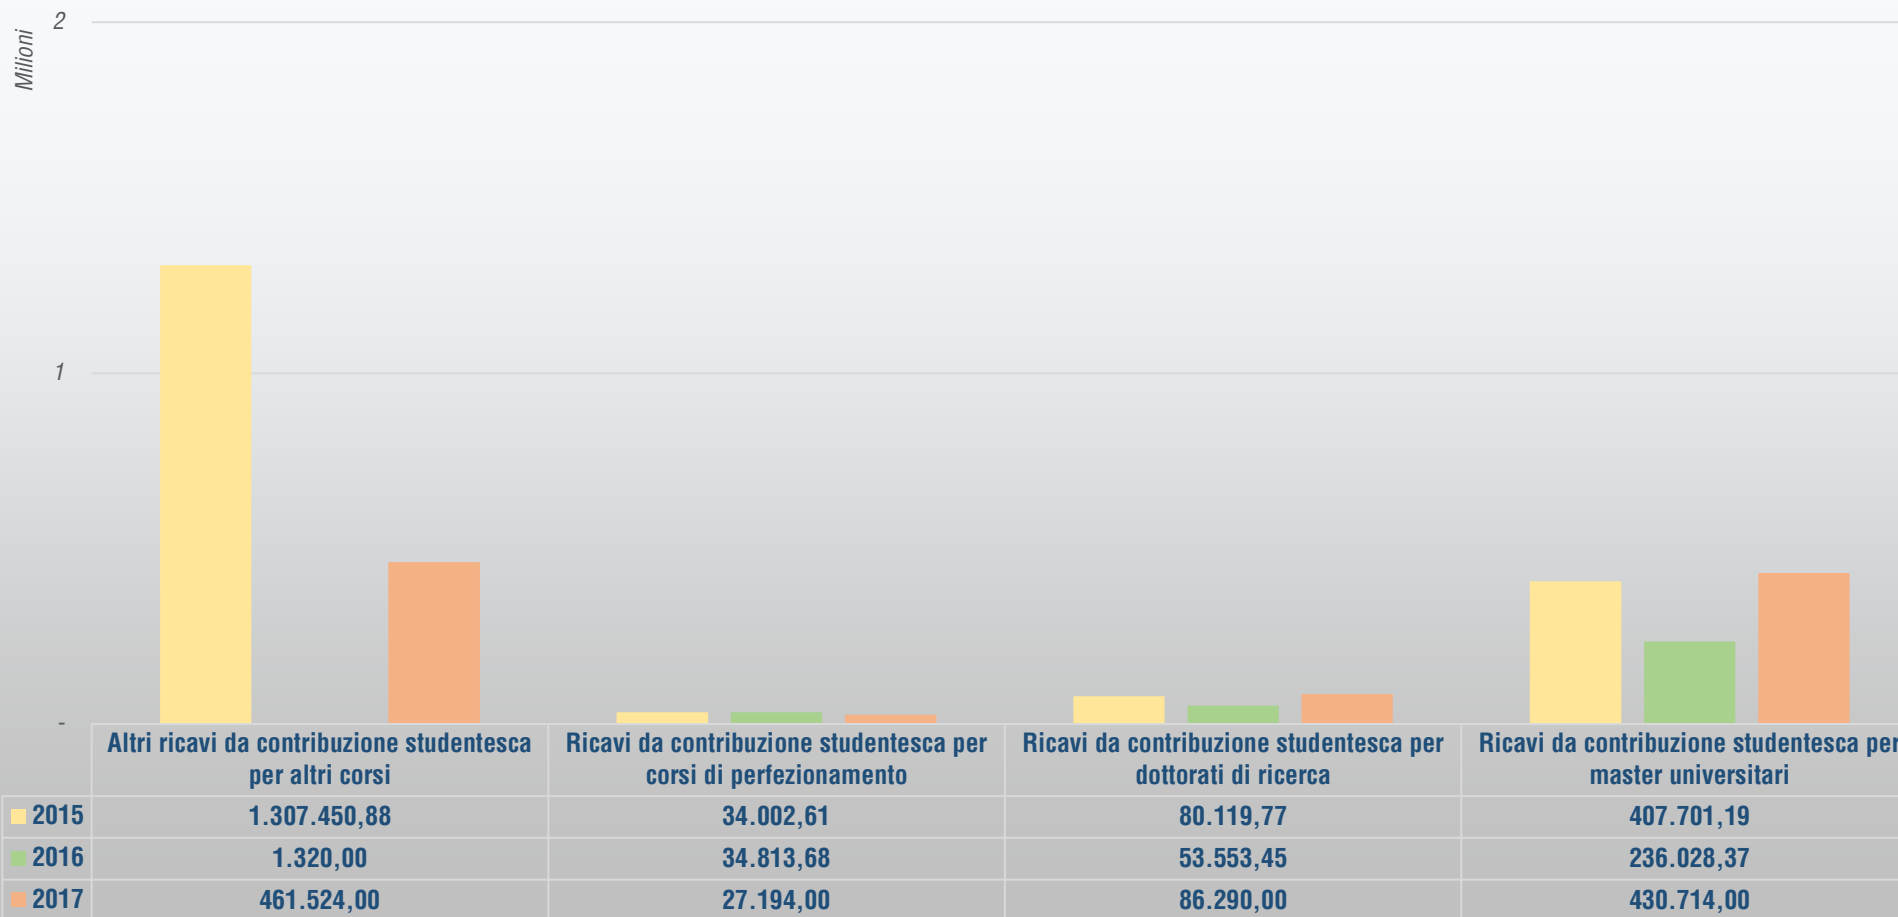 2
Milioni
1
-
Altri ricavi da contribuzione studentesca
per altri corsi
Ricavi da contribuzione studentesca per
corsi di perfezionamento
Ricavi da contribuzione studentesca per
dottorati di ricerca
Ricavi da contribuzione studentesca per
master universitari
2015 1.307.450,88 34.002,61 80.119,77 407.701,19
2016 1.320,00 34.813,68 53.553,45 236.028,37
2017 461.524,00 27.194,00 86.290,00 430.714,00